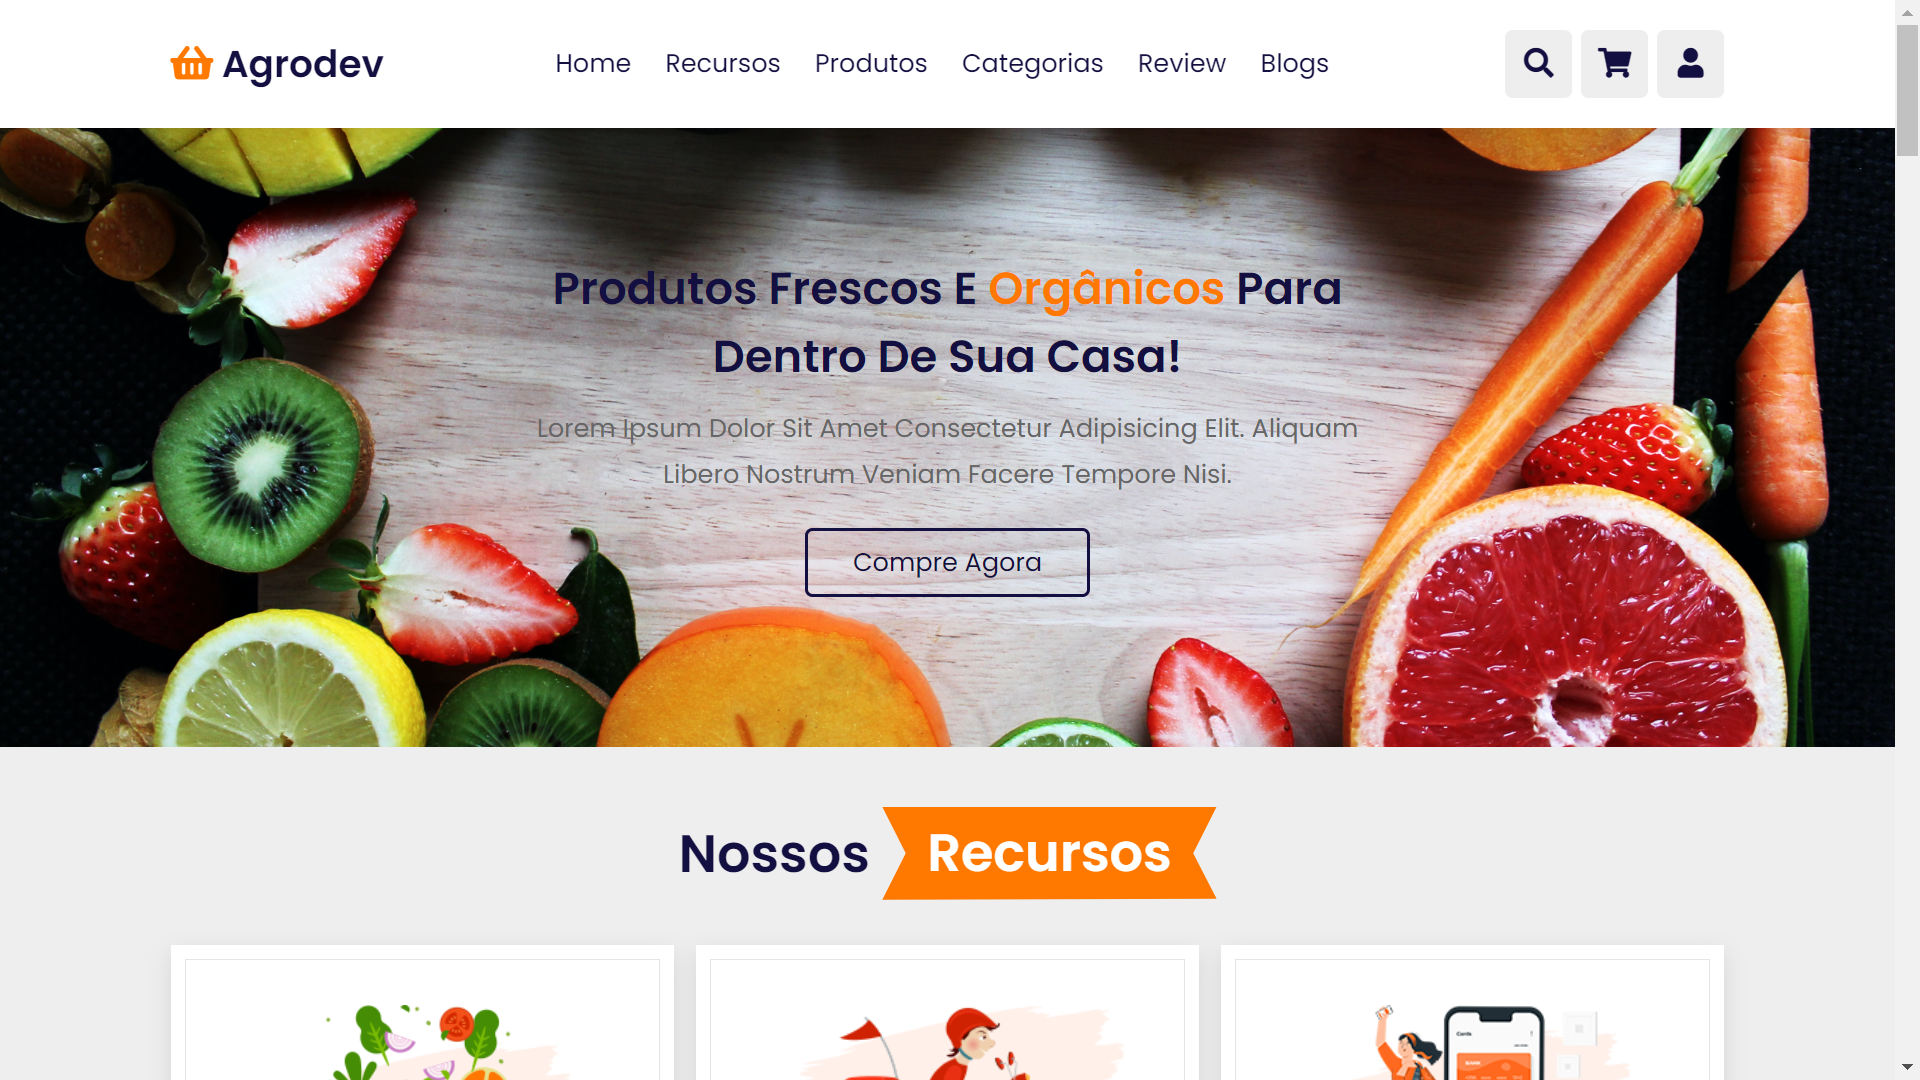 Agrodev
Home Recursos Produtos Categorias Review Blogs
Produtos Frescos E Orgânicos Para
Dentro De Sua Casa!
Lorem Ipsum Dolor Sit Amet Consectetur Adipisicing Elit. Aliquam
Libero Nostrum Veniam Facere Tempore Nisi.
Compre Agora
Nossos Recursos